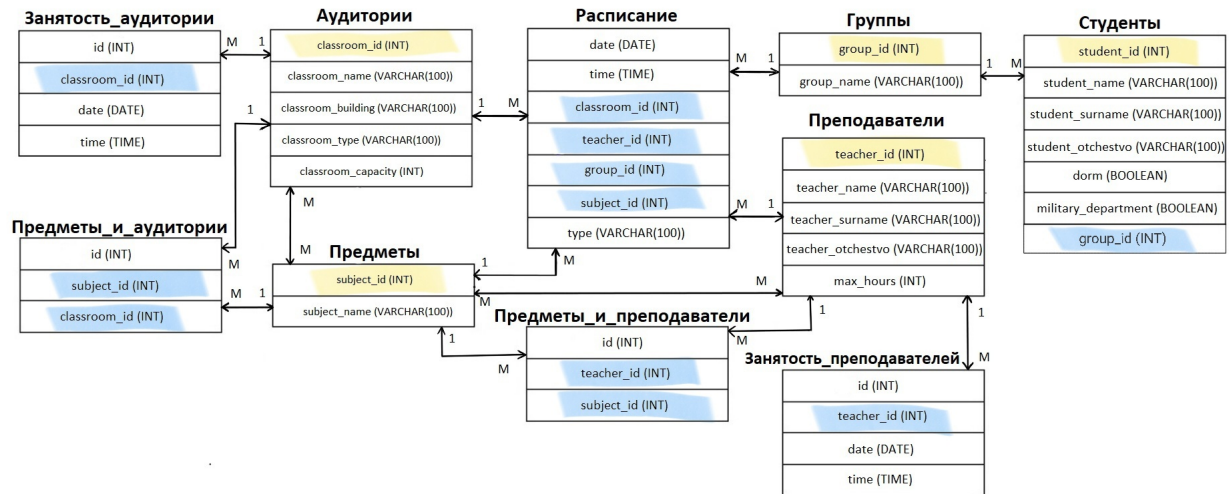 Занятость_аудитории
id (INT)
classroom_id (INT)
date (DATE)
time (TIME)
M
1
Аудитории
classroom_id (INT)
classroom_name (VARCHAR(100))
classroom_building (VARCHAR(100))
classroom_type (VARCHAR(100))
classroom_capacity (INT)
1
M
1
M
M
M
Расписание
date (DATE)
time (TIME)
classroom_id (INT)
teacher_id (INT)
group_id (INT)
subject_id (INT)
type (VARCHAR(100))
M
1
M
1
Группы
group_id (INT)
group_name (VARCHAR(100))
1
M
Студенты
student_id (INT)
student_name (VARCHAR(100))
student_surname (VARCHAR(100))
student_otchestvo (VARCHAR(100))
dorm (BOOLEAN)
military_department (BOOLEAN)
group_id (INT)
Преподаватели
teacher_id (INT)
teacher_name (VARCHAR(100))
teacher_surname (VARCHAR(100))
teacher_otchestvo (VARCHAR(100))
max_hours (INT)
Предметы_и_аудитории
id (INT)
subject_id (INT)
classroom_id (INT)
M
1
Предметы
subject_id (INT)
subject_name (VARCHAR(100))
1
M
M
M
1
M
Предметы_и_преподаватели
id (INT)
teacher_id (INT)
subject_id (INT)
M
1
1
M
Занятость_преподавателей
id (INT)
teacher_id (INT)
date (DATE)
time (TIME)